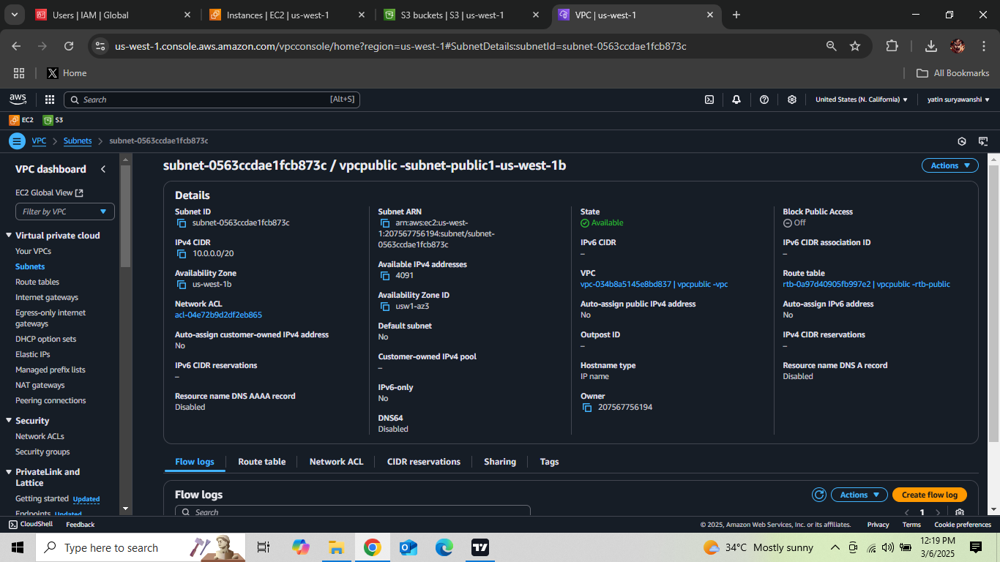 Users | IAM | Global
Instances | EC2 | us-west-1
S3 buckets | S3 | us-west-1
VPC | us-west-1
us-west-1.console.aws.amazon.com/vpcconsole/home?region=us-west-1#SubnetDetails:subnetId=subnet-0563ccdae1fcb873c
Home
All Bookmarks
aws
Search
[Alt+S]
United States (N. California)
yatin suryawanshi
EC2
S3
VPC
Subnets
subnet-0563ccdae1fcb873c
VPC dashboard
EC2 Global View
Filter by VPC
Virtual private cloud
Your VPCs
Subnets
Route tables
Internet gateways
Egress-only internet
gateways
DHCP option sets
Elastic IPs
Managed prefix lists
NAT gateways
Peering connections
Security
Network ACLs
Security groups
PrivateLink and
Lattice
Getting started Updated
Endpoints Updated
subnet-0563ccdae1fcb873c / vpcpublic -subnet-public1-us-west-1b
Actions
Details
Subnet ID
subnet-0563ccdae1fcb873c
IPv4 CIDR
10.0.0.0/20
Availability Zone
us-west-1b
Network ACL
acl-04e72b9d2df2eb865
Auto-assign customer-owned IPv4 address
No
IPv6 CIDR reservations
–
Resource name DNS AAAA record
Disabled
Subnet ARN
arn:aws:ec2:us-west-
1:207567756194:subnet/subnet-
0563ccdae1fcb873c
Available IPv4 addresses
4091
Availability Zone ID
usw1-az3
Default subnet
No
Customer-owned IPv4 pool
–
IPv6-only
No
DNS64
Disabled
State
Available
IPv6 CIDR
–
VPC
vpc-034b8a5145e8bd837 | vpcpublic -vpc
Auto-assign public IPv4 address
No
Outpost ID
–
Hostname type
IP name
Owner
207567756194
Block Public Access
Off
IPv6 CIDR association ID
–
Route table
rtb-0a97d40905fb997e2 | vpcpublic -rtb-public
Auto-assign IPv6 address
No
IPv4 CIDR reservations
–
Resource name DNS A record
Disabled
Flow logs
Route table
Network ACL
CIDR reservations
Sharing
Tags
Flow logs
Actions
Create flow log
Search
1
CloudShell
Feedback
© 2025, Amazon Web Services, Inc. or its affiliates.
Privacy
Terms
Cookie preferences
Type here to search
34°C Mostly sunny
12:19 PM
3/6/2025